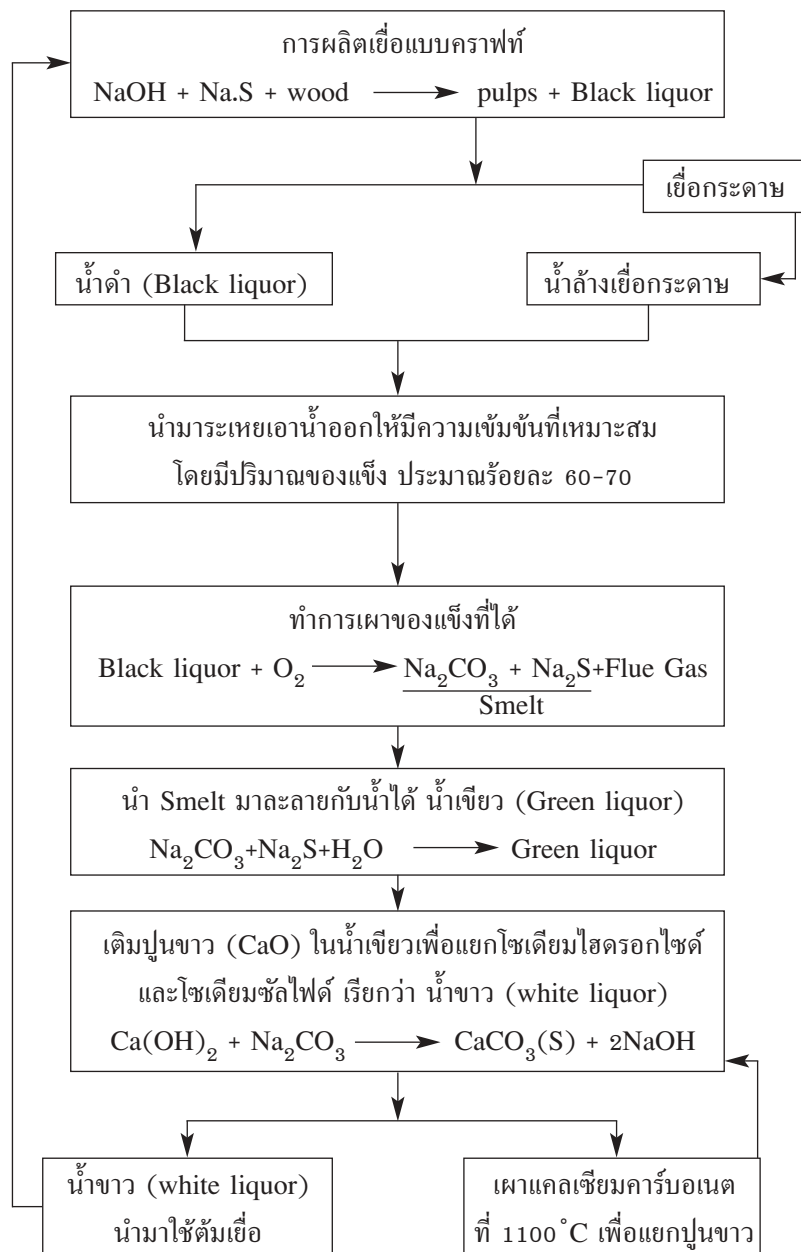 การผลิตเยื่อแบบคราฟท์
NaOH + Na.S + wood ⟶ pulps + Black liquor
เยื่อกระดาษ
น้ำดำ (Black liquor)
น้ำล้างเยื่อกระดาษ
นำมาระเหยเอาน้ำออกให้มีความเข้มข้นที่เหมาะสม
โดยมีปริมาณของแข็ง ประมาณร้อยละ 60-70
ทำการเผาของแข็งที่ได้
Black liquor + O₂ ⟶ Na₂CO₃ + Na₂S+Flue Gas
Smelt
นำ Smelt มาละลายกับน้ำได้ น้ำเขียว (Green liquor)
Na₂CO₃+Na₂S+H₂O ⟶ Green liquor
เติมปูนขาว (CaO) ในน้ำเขียวเพื่อแยกโซเดียมไฮดรอกไซด์
และโซเดียมซัลไฟด์ เรียกว่า น้ำขาว (white liquor)
Ca(OH)₂ + Na₂CO₃ ⟶ CaCO₃(S) + 2NaOH
น้ำขาว (white liquor)
นำมาใช้ต้มเยื่อ
เผาแคลเซียมคาร์บอเนต
ที่ 1100˚C เพื่อแยกปูนขาว